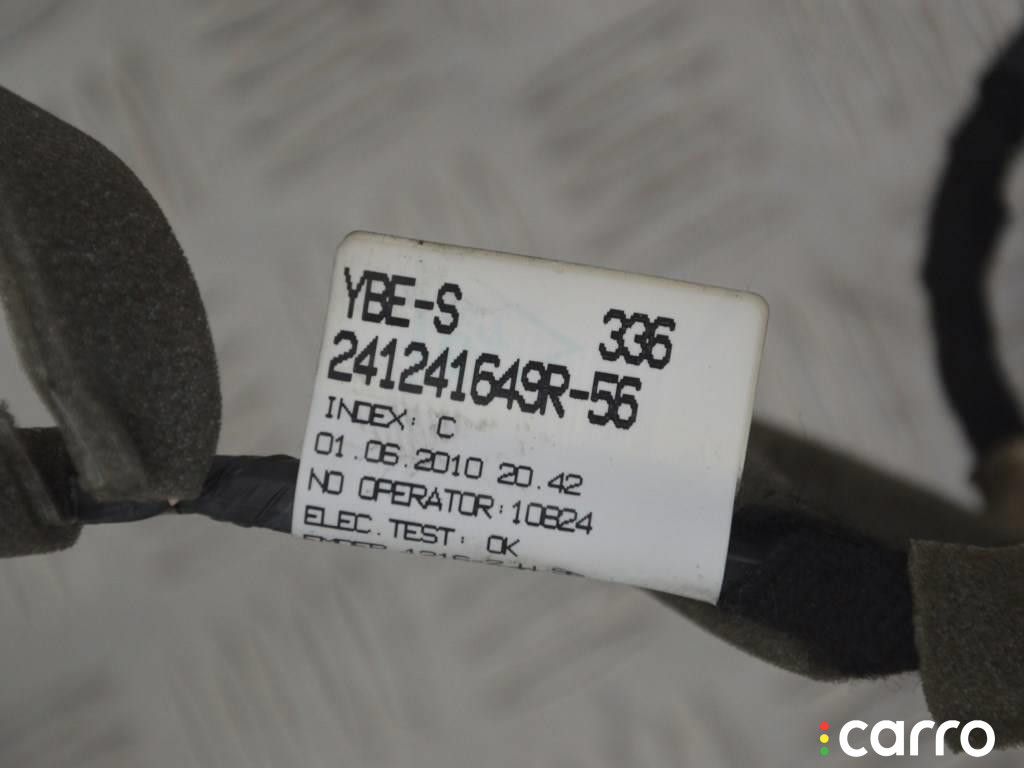 YBE-S 336
241241649R-56
INDEX: C
01.06.2010 20.42
NO OPERATOR:10824
ELEC.TEST: OK
carro